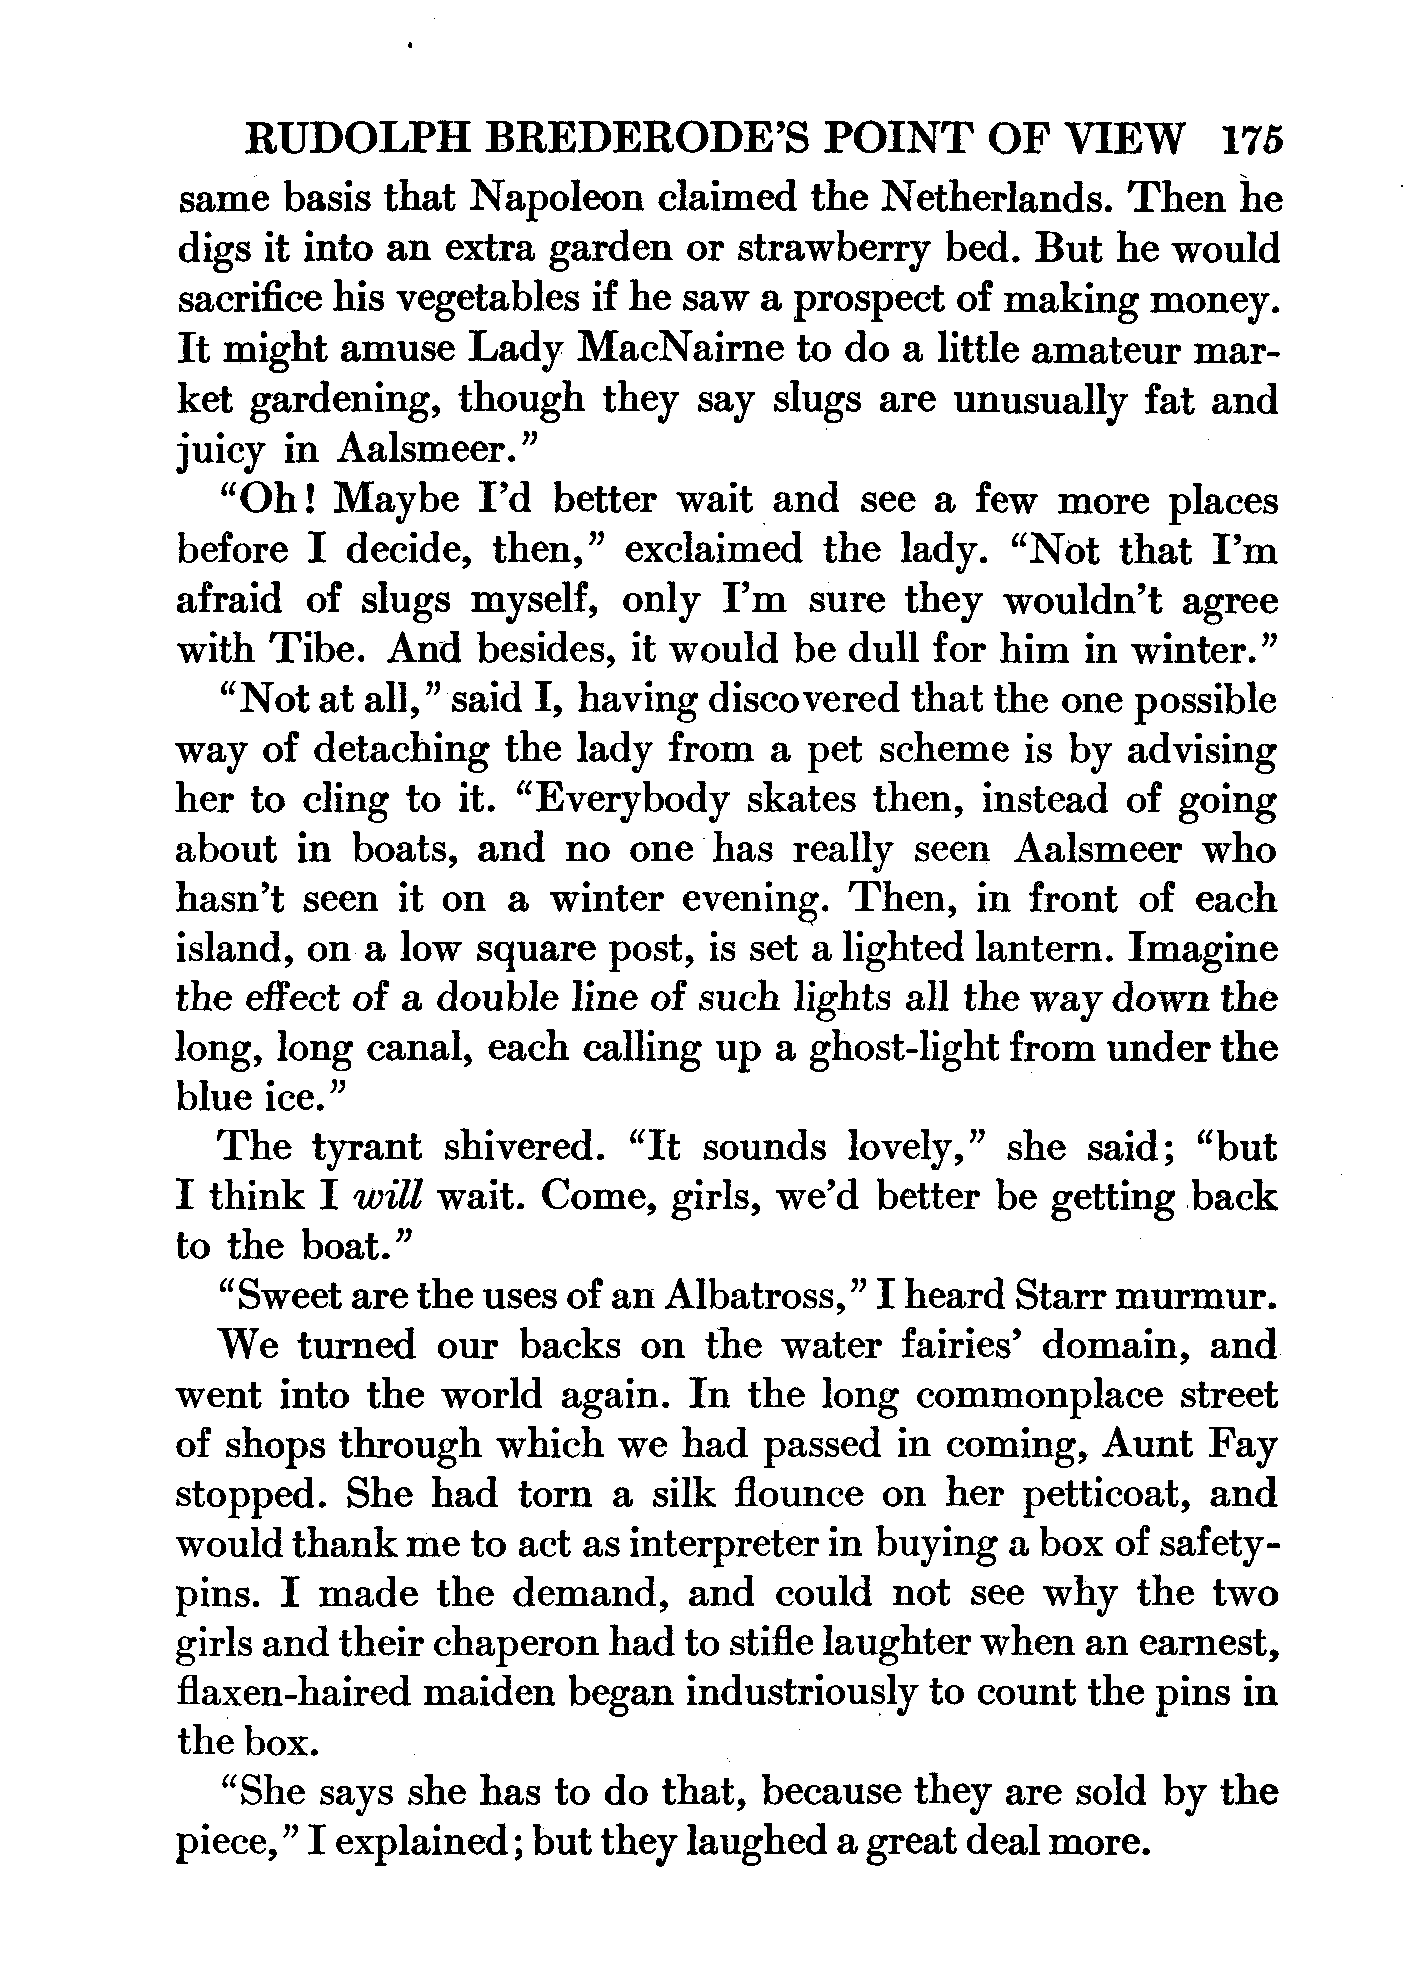 RUDOLPH BREDERODE'S POINT OF VIEW 175
same basis that Napoleon claimed the Netherlands. Then he
digs it into an extra garden or strawberry bed. But he would
sacrifice his vegetables if he saw a prospect of making money.
It might amuse Lady MacNairne to do a little amateur mar-
ket gardening, though they say slugs are unusually fat and
juicy in Aalsmeer."
"Oh! Maybe I'd better wait and see a few more places
before I decide, then," exclaimed the lady. "Not that I'm
afraid of slugs myself, only I'm sure they wouldn't agree
with Tibe. And besides, it would be dull for him in winter."
"Not at all," said I, having discovered that the one possible
way of detaching the lady from a pet scheme is by advising
her to cling to it. "Everybody skates then, instead of going
about in boats, and no one has really seen Aalsmeer who
hasn't seen it on a winter evening. Then, in front of each
island, on a low square post, is set a lighted lantern. Imagine
the effect of a double line of such lights all the way down the
long, long canal, each calling up a ghost-light from under the
blue ice."
The tyrant shivered. "It sounds lovely," she said; "but
I think I will wait. Come, girls, we'd better be getting back
to the boat."
"Sweet are the uses of an Albatross," I heard Starr murmur.
We turned our backs on the water fairies' domain, and
went into the world again. In the long commonplace street
of shops through which we had passed in coming, Aunt Fay
stopped. She had torn a silk flounce on her petticoat, and
would thank me to act as interpreter in buying a box of safety-
pins. I made the demand, and could not see why the two
girls and their chaperon had to stifle laughter when an earnest,
flaxen-haired maiden began industriously to count the pins in
the box.
"She says she has to do that, because they are sold by the
piece," I explained; but they laughed a great deal more.